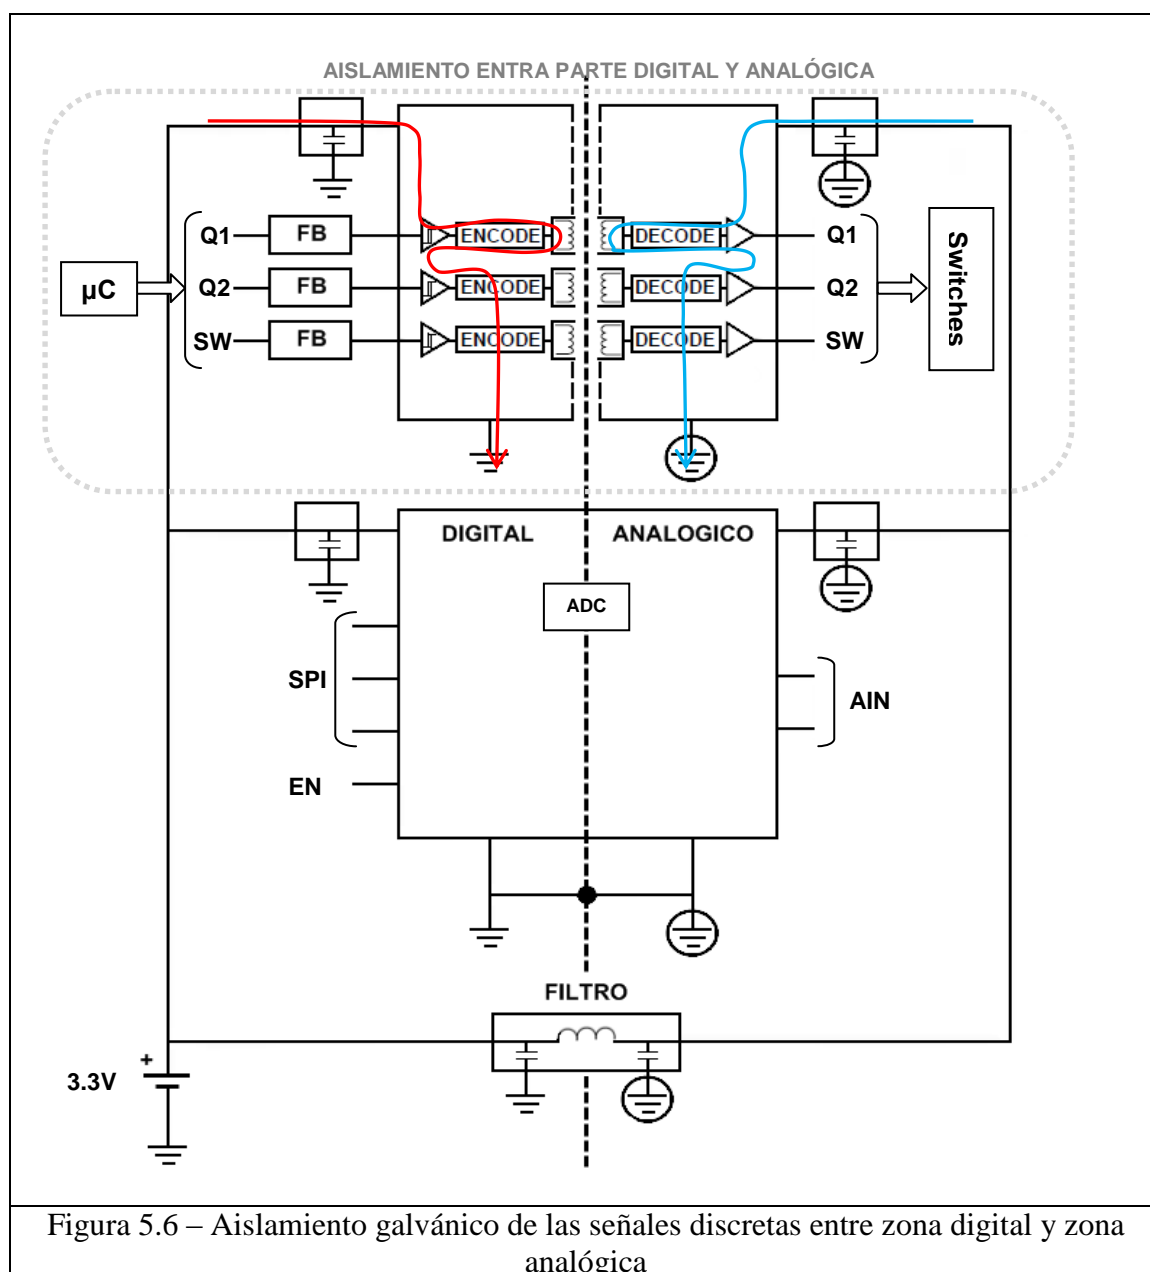 AISLAMIENTO ENTRA PARTE DIGITAL Y ANALÓGICA
Q1 FB ENCODE DECODE Q1
µC Q2 FB ENCODE DECODE Q2 Switches
SW FB ENCODE DECODE SW
DIGITAL ANALOGICO
ADC
SPI AIN
EN
FILTRO
+
3.3V
Figura 5.6 – Aislamiento galvánico de las señales discretas entre zona digital y zona
analógica